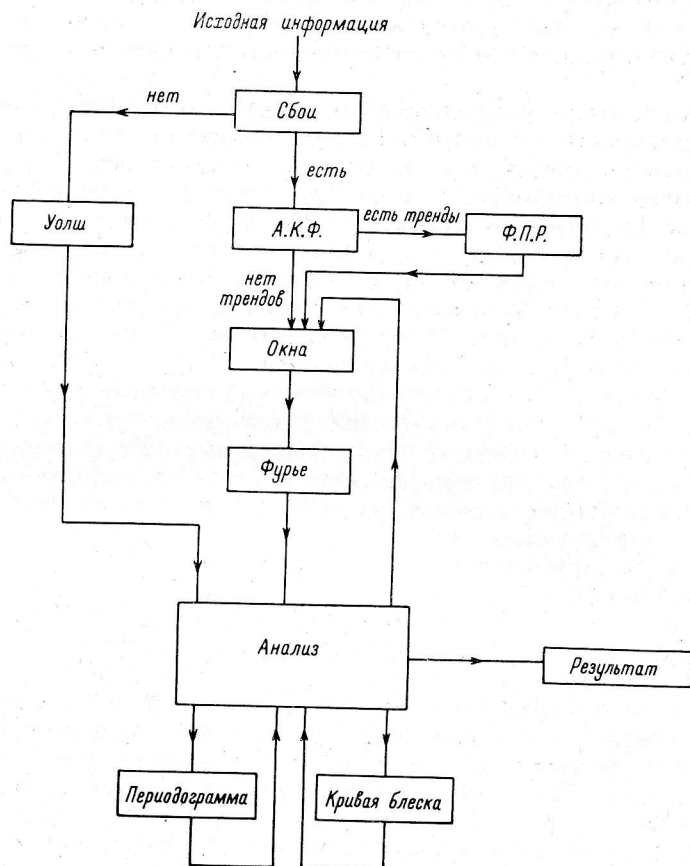 Исходная информация
нет
Сбои
есть
Уолш
А.К.Ф.
есть тренды
Ф.П.Р.
нет
трендов
Окна
Фурье
Анализ
Результат
Периодограмма
Кривая блеска